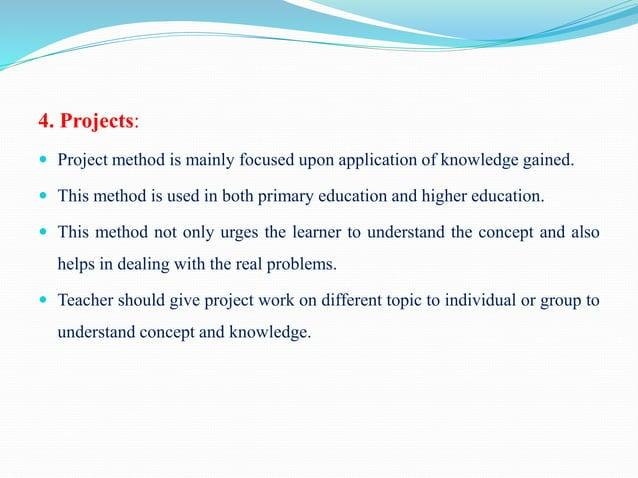 4. Projects:
Project method is mainly focused upon application of knowledge gained.
This method is used in both primary education and higher education.
This method not only urges the learner to understand the concept and also
helps in dealing with the real problems.
Teacher should give project work on different topic to individual or group to
understand concept and knowledge.